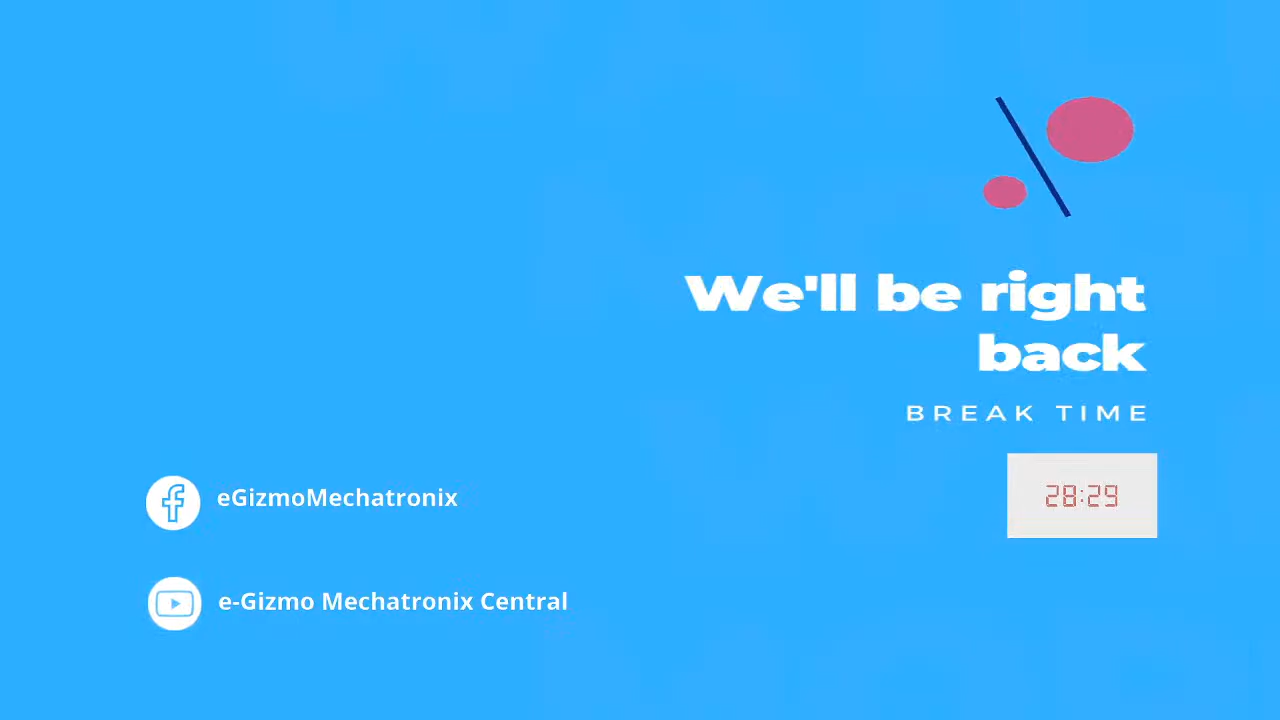 We'll be right
back
BREAK TIME
28:29
eGizmoMechatronix
e-Gizmo Mechatronix Central